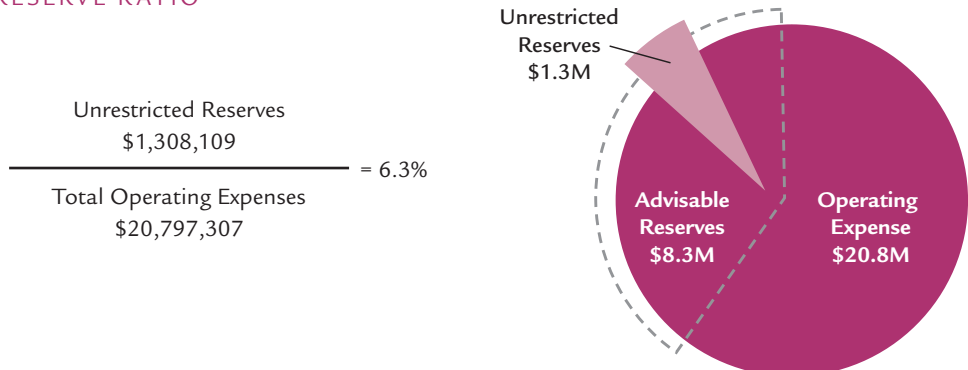 RESERVE RATIO
Unrestricted Reserves
$1,308,109
= 6.3%
Total Operating Expenses
$20,797,307
Unrestricted
Reserves
$1.3M
Advisable
Reserves
$8.3M
Operating
Expense
$20.8M